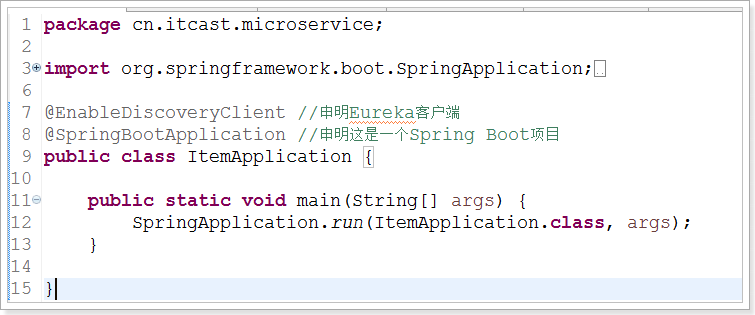 1 package cn.itcast.microservice;
2
3 import org.springframework.boot.SpringApplication;
6
7 @EnableDiscoveryClient //申明Eureka客户端
8 @SpringBootApplication //申明这是一个Spring Boot项目
9 public class ItemApplication {
10
11 public static void main(String[] args) {
12 SpringApplication.run(ItemApplication.class, args);
13 }
14
15 }